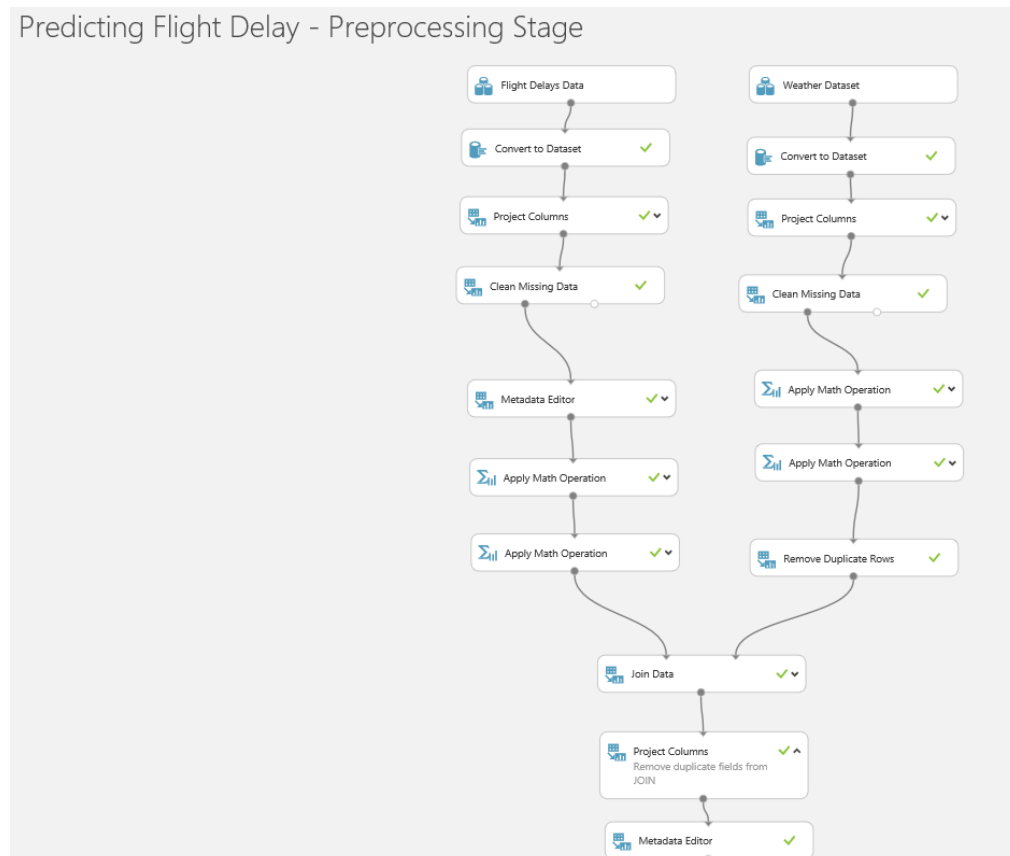 Predicting Flight Delay - Preprocessing Stage
Flight Delays Data
Weather Dataset
Convert to Dataset
Convert to Dataset
Project Columns
Project Columns
Clean Missing Data
Clean Missing Data
Metadata Editor
Apply Math Operation
Apply Math Operation
Apply Math Operation
Apply Math Operation
Remove Duplicate Rows
Join Data
Project Columns
Remove duplicate fields from
JOIN
Metadata Editor